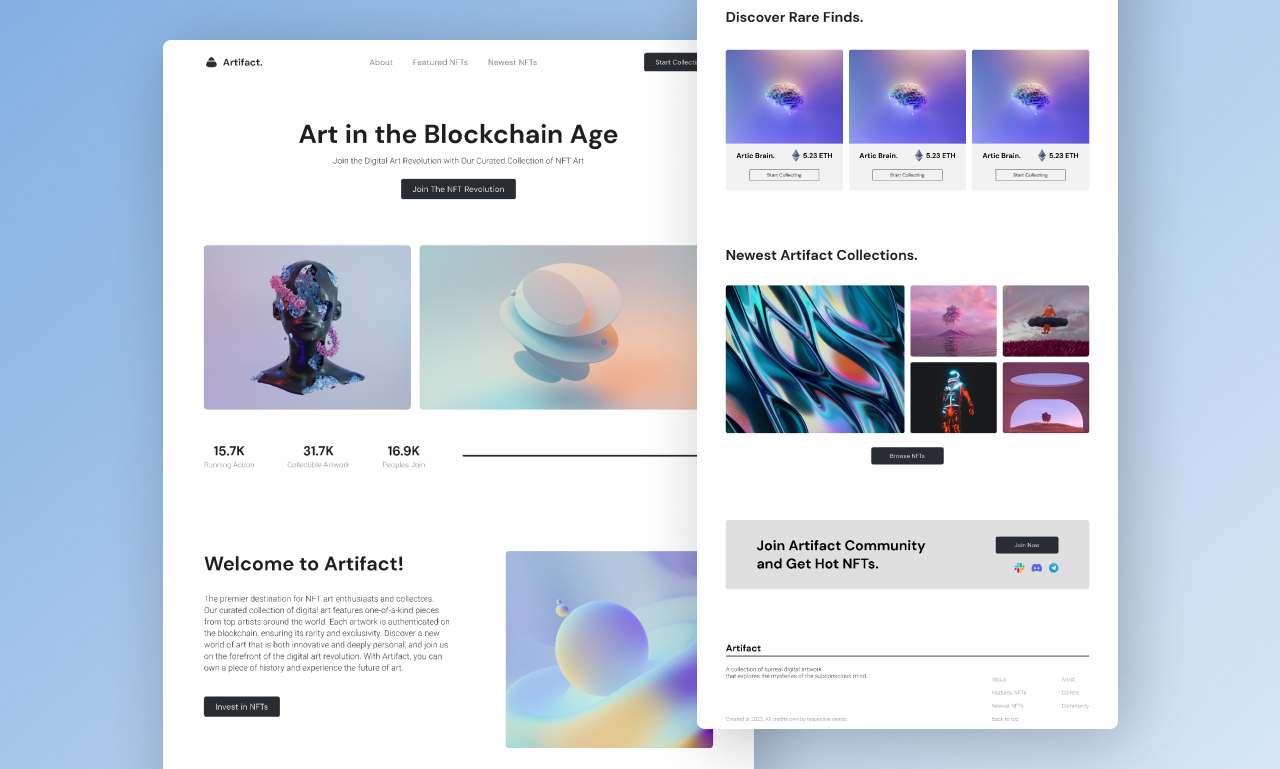 Artifact.
About
Featured NFTs
Newest NFTs
Start Collecti
Art in the Blockchain Age
Join the Digital Art Revolution with Our Curated Collection of NFT Art
Join The NFT Revolution
15.7K
Running Action
31.7K
Collectible Artwork
16.9K
Peoples Join
Welcome to Artifact!
The premier destination for NFT art enthusiasts and collectors.
Our curated collection of digital art features one-of-a-kind pieces
from top artists around the world. Each artwork is authenticated on
the blockchain, ensuring its rarity and exclusivity. Discover a new
world of art that is both innovative and deeply personal, and join us
on the forefront of the digital art revolution. With Artifact, you can
own a piece of history and experience the future of art.
Invest in NFTs
Discover Rare Finds.
Artic Brain.
5.23 ETH
Start Collecting
Artic Brain.
5.23 ETH
Start Collecting
Artic Brain.
5.23 ETH
Start Collecting
Newest Artifact Collections.
Browse NFTs
Join Artifact Community
and Get Hot NFTs.
Join Now
Artifact
A collection of surreal digital artwork
that explores the mysteries of the subconscious mind.
About
Features NFTs
Newest NFTs
Back to top
Artist
Carrers
Community
Created at 2022. All credits own by respective owner.